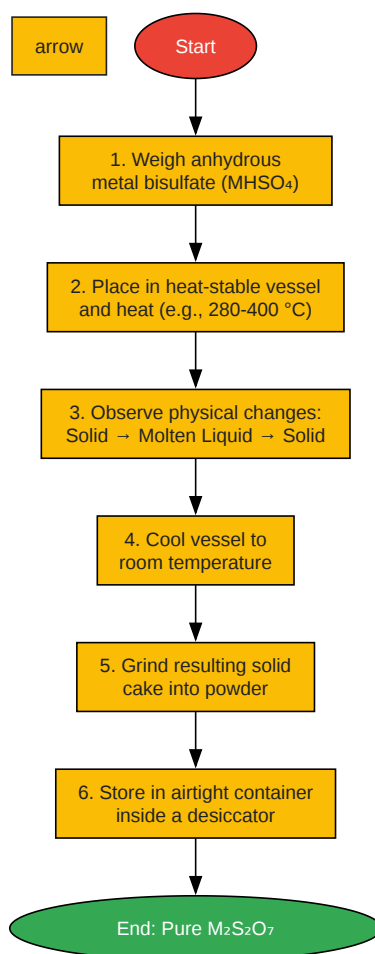 arrow
Start
1. Weigh anhydrous
metal bisulfate (MHSO₄)
2. Place in heat-stable vessel
and heat (e.g., 280-400 °C)
3. Observe physical changes:
Solid → Molten Liquid → Solid
4. Cool vessel to
room temperature
5. Grind resulting solid
cake into powder
6. Store in airtight container
inside a desiccator
End: Pure M₂S₂O₇